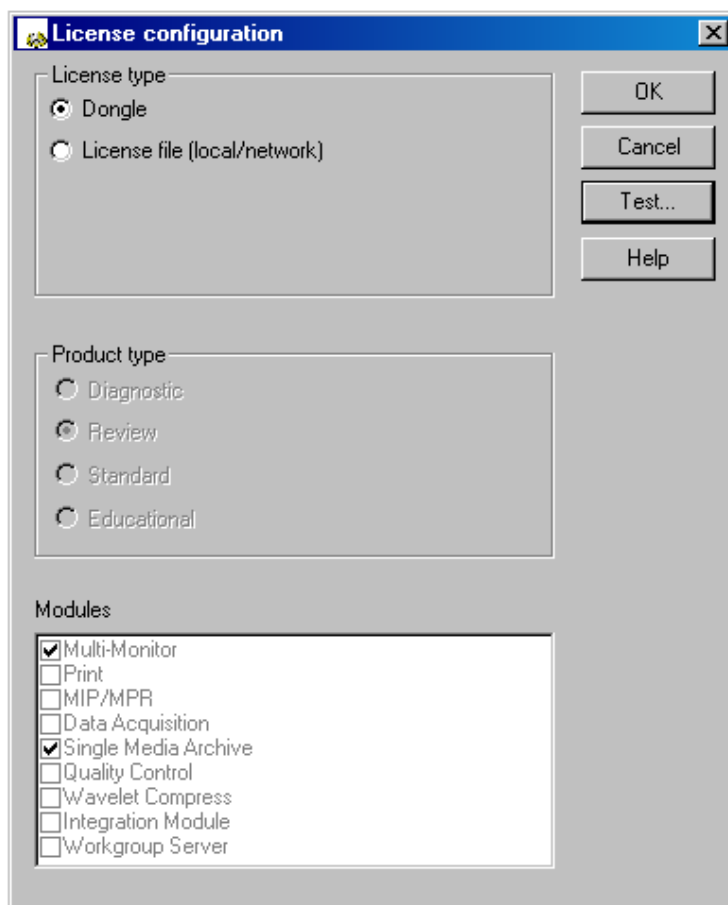 License configuration
License type
Dongle
License file (local/network)
OK
Cancel
Test...
Help
Product type
Diagnostic
Review
Standard
Educational
Modules
Multi-Monitor
Print
MIP/MPR
Data Acquisition
Single Media Archive
Quality Control
Wavelet Compress
Integration Module
Workgroup Server